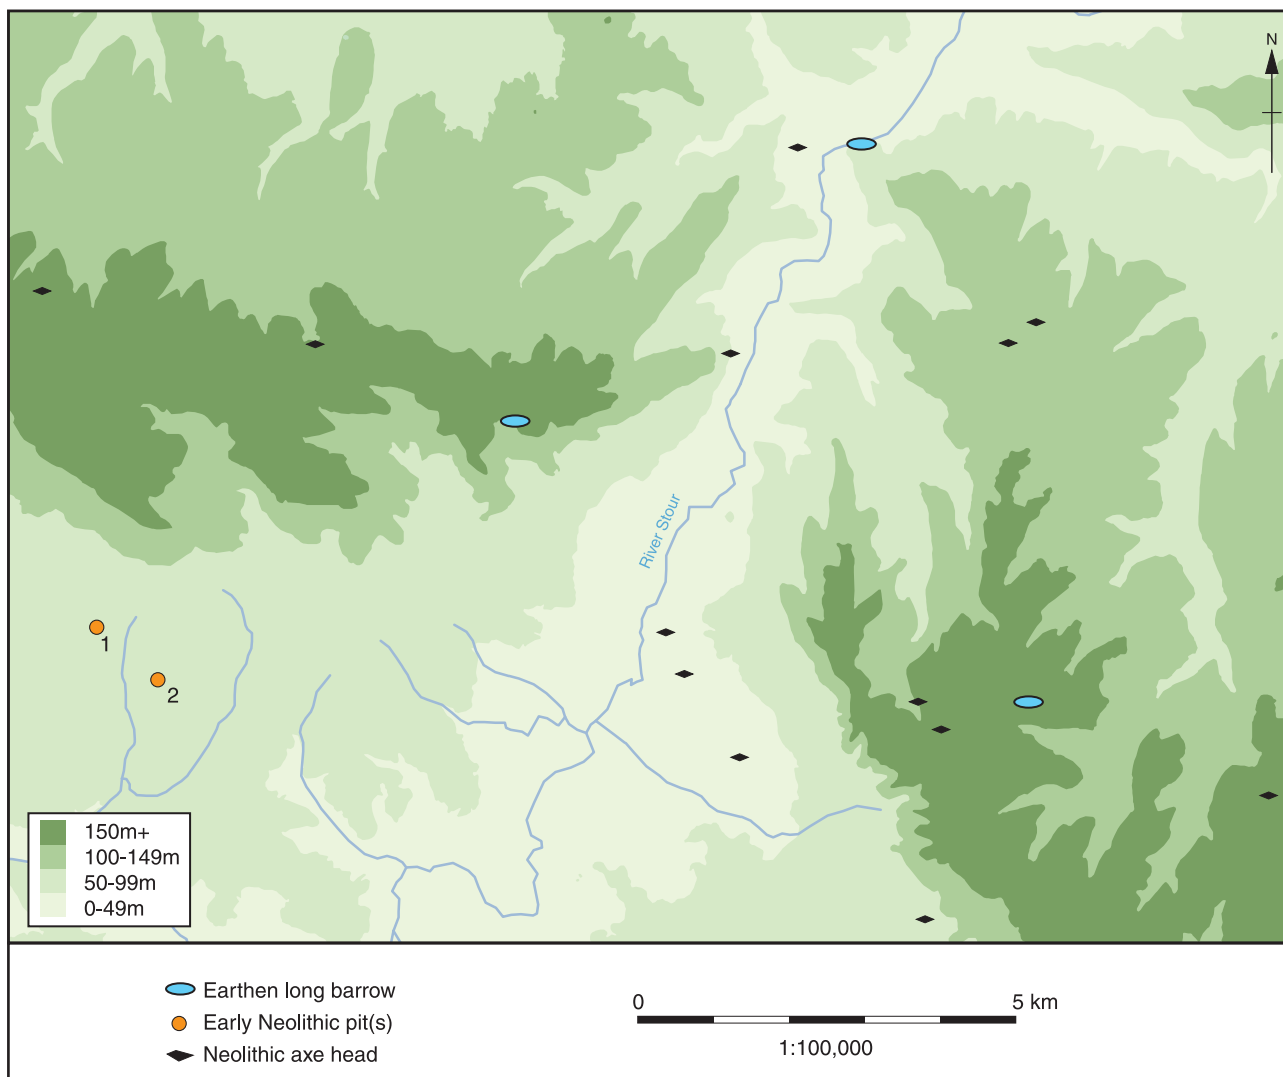 N
River Stour
1
2
150m+
100-149m
50-99m
0-49m
Earthen long barrow
Early Neolithic pit(s)
Neolithic axe head
0 5 km
1:100,000